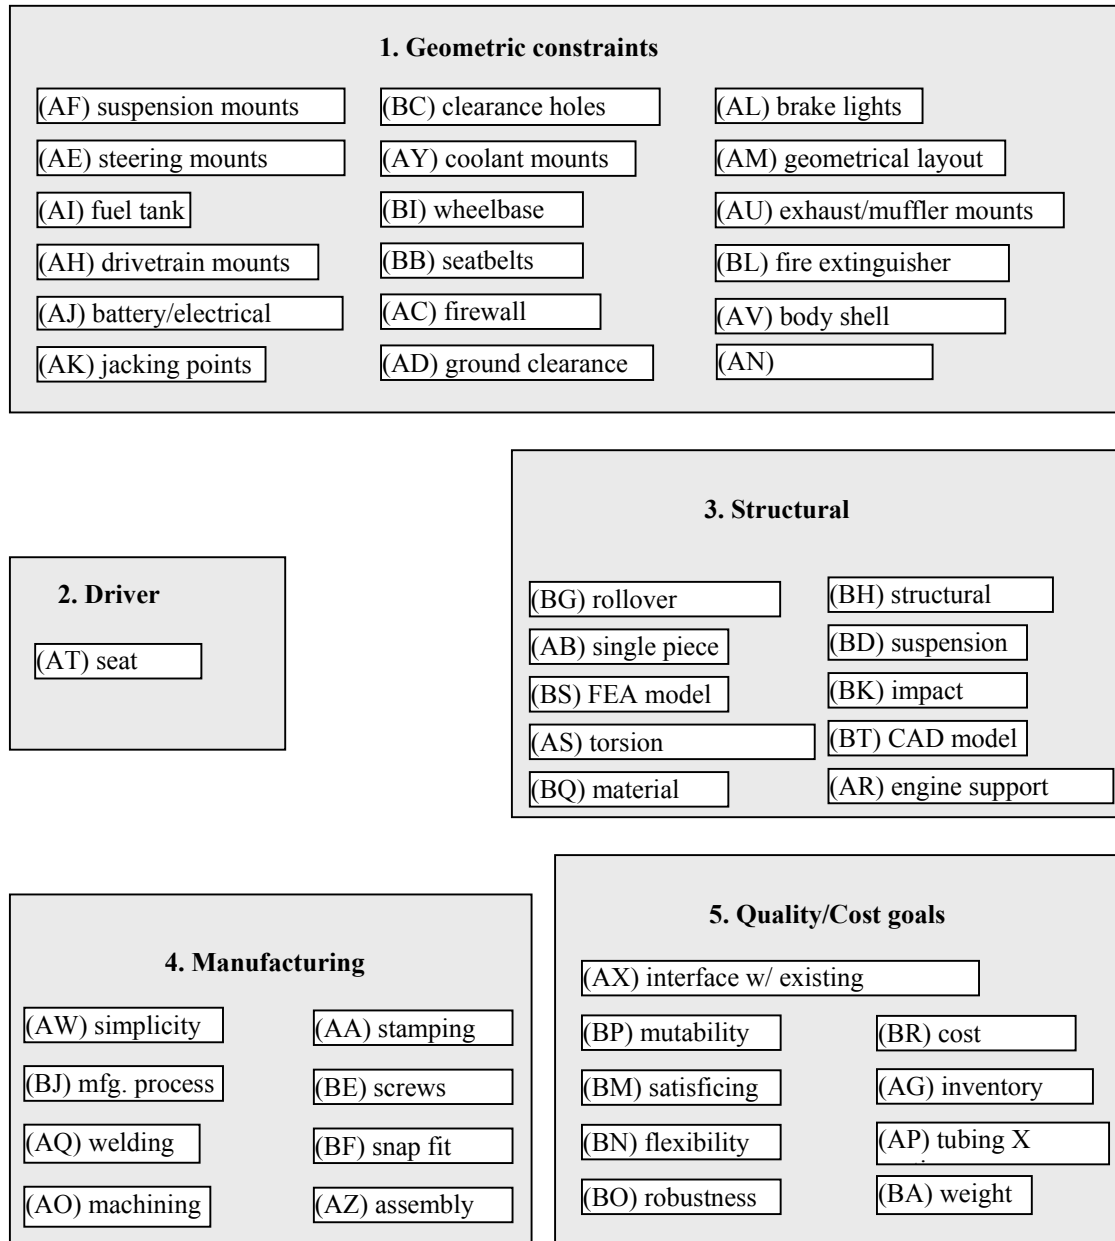 1. Geometric constraints
(AF) suspension mounts
(BC) clearance holes
(AL) brake lights
(AE) steering mounts
(AY) coolant mounts
(AM) geometrical layout
(AI) fuel tank
(BI) wheelbase
(AU) exhaust/muffler mounts
(AH) drivetrain mounts
(BB) seatbelts
(BL) fire extinguisher
(AJ) battery/electrical
(AC) firewall
(AV) body shell
(AK) jacking points
(AD) ground clearance
(AN)
2. Driver
(AT) seat
3. Structural
(BG) rollover
(BH) structural
(AB) single piece
(BD) suspension
(BS) FEA model
(BK) impact
(AS) torsion
(BT) CAD model
(BQ) material
(AR) engine support
4. Manufacturing
(AW) simplicity
(AA) stamping
(BJ) mfg. process
(BE) screws
(AQ) welding
(BF) snap fit
(AO) machining
(AZ) assembly
5. Quality/Cost goals
(AX) interface w/ existing
(BP) mutability
(BR) cost
(BM) satisficing
(AG) inventory
(BN) flexibility
(AP) tubing X
(BO) robustness
(BA) weight